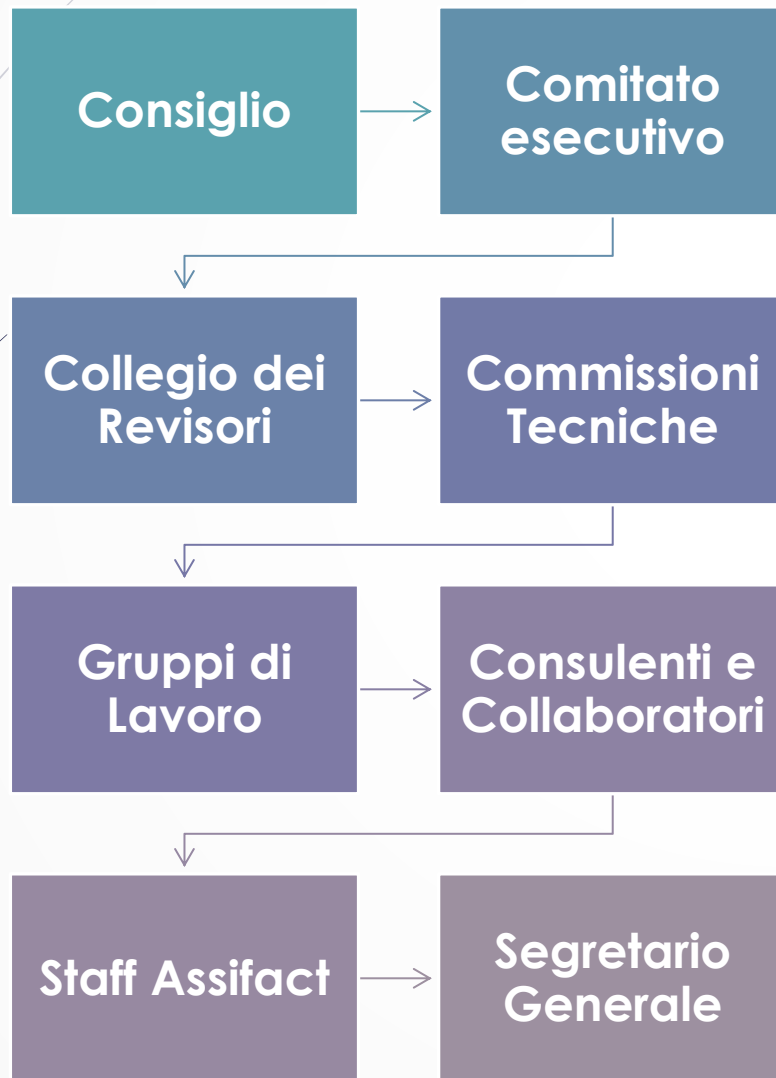 Consiglio
Comitato
esecutivo
Collegio dei
Revisori
Commissioni
Tecniche
Gruppi di
Lavoro
Consulenti e
Collaboratori
Staff Assifact
Segretario
Generale